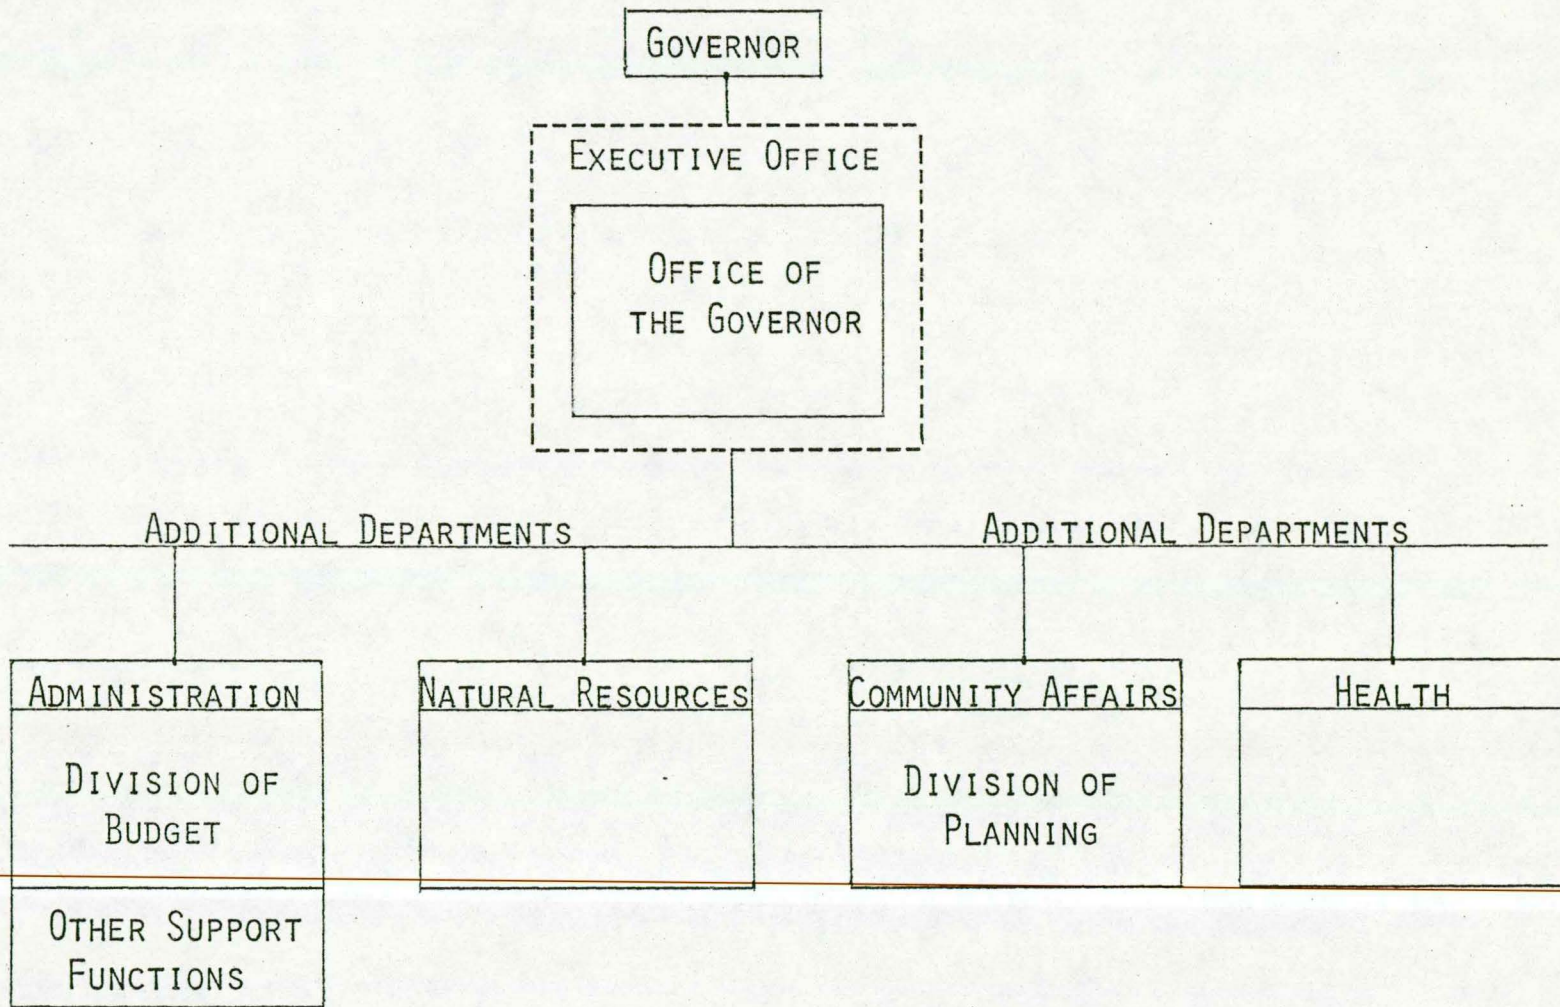 GOVERNOR
EXECUTIVE OFFICE
OFFICE OF
THE GOVERNOR
ADDITIONAL DEPARTMENTS
ADDITIONAL DEPARTMENTS
ADMINISTRATION
DIVISION OF
BUDGET
OTHER SUPPORT
FUNCTIONS
NATURAL RESOURCES
COMMUNITY AFFAIRS
DIVISION OF
PLANNING
HEALTH